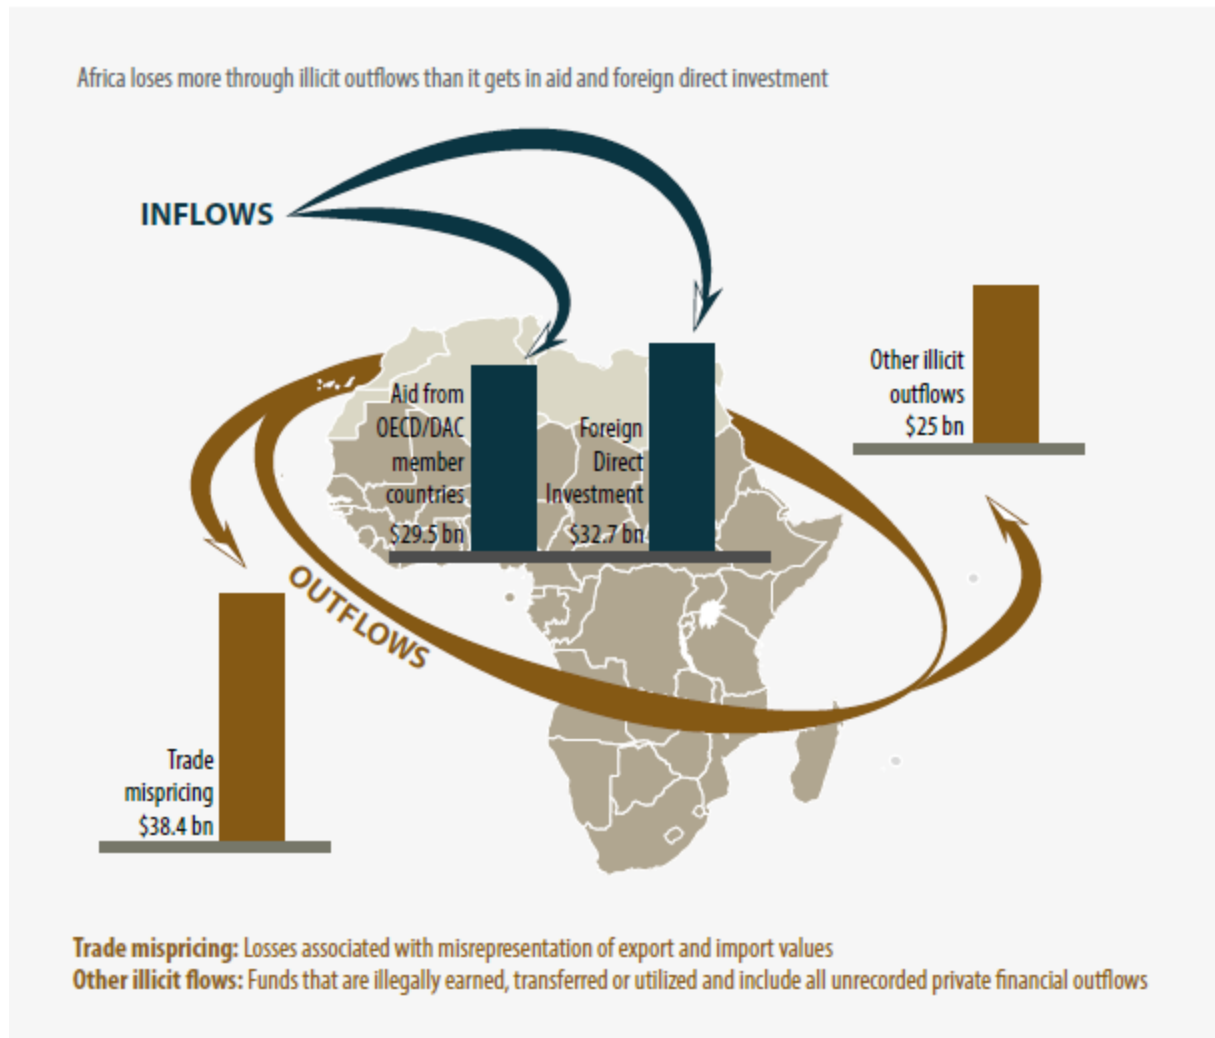 Africa loses more through illicit outflows than it gets in aid and foreign direct investment
INFLOWS
Other illicit
outflows
$25 bn
Aid from
OECD/DAC
member
countries
$29.5 bn
Foreign
Direct
Investment
$32.7 bn
OUTFLOWS
Trade
mispricing
$38.4 bn
Trade mispricing: Losses associated with misrepresentation of export and import values
Other illicit flows: Funds that are illegally earned, transferred or utilized and include all unrecorded private financial outflows